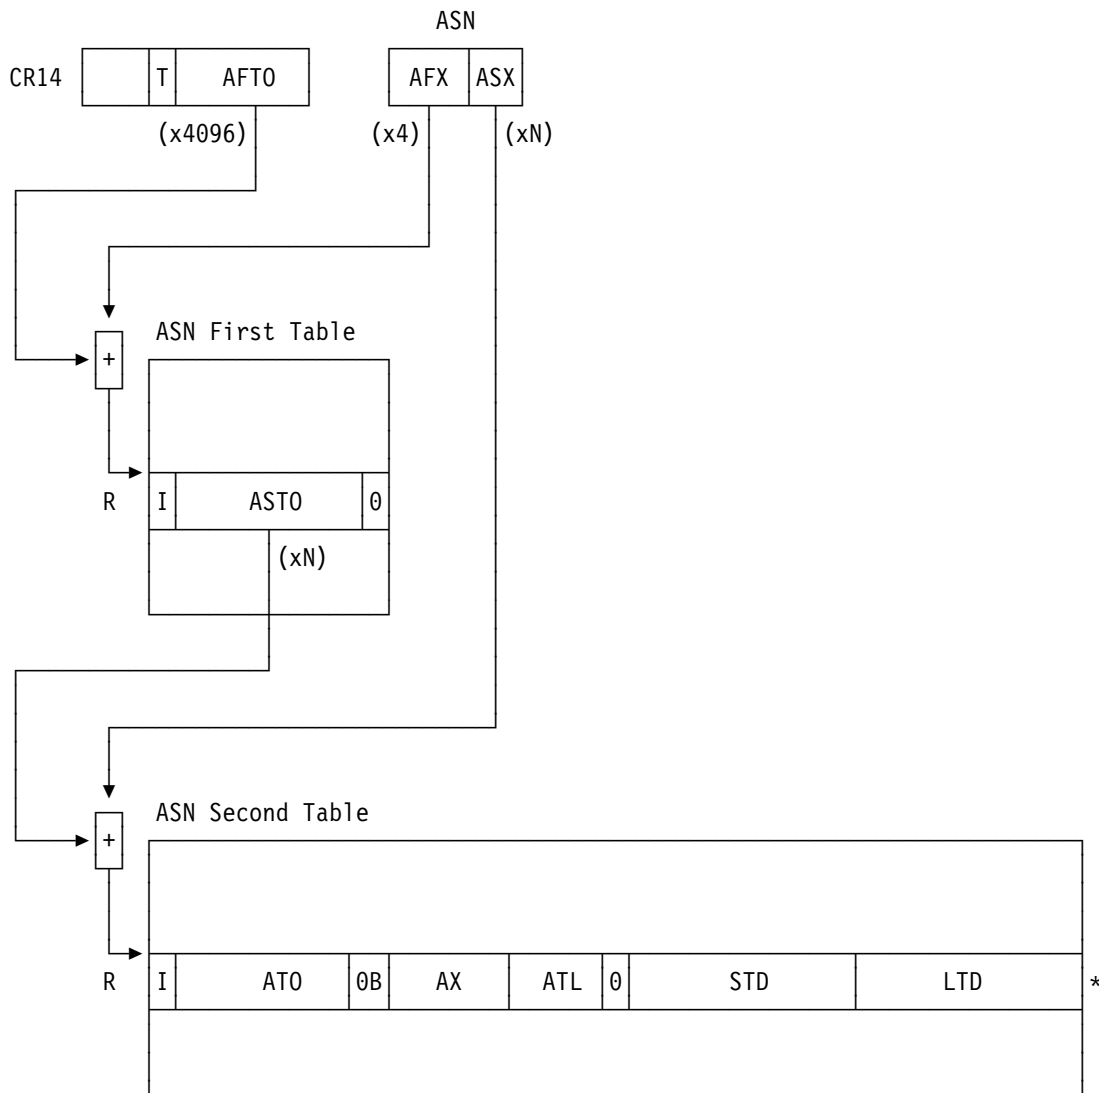 ASN
CR14 T AFTO AFX ASX
(x4096) (x4) (xN)
+
ASN First Table
R I ASTO 0
(xN)
+
ASN Second Table
R I ATO 0B AX ATL 0 STD LTD *